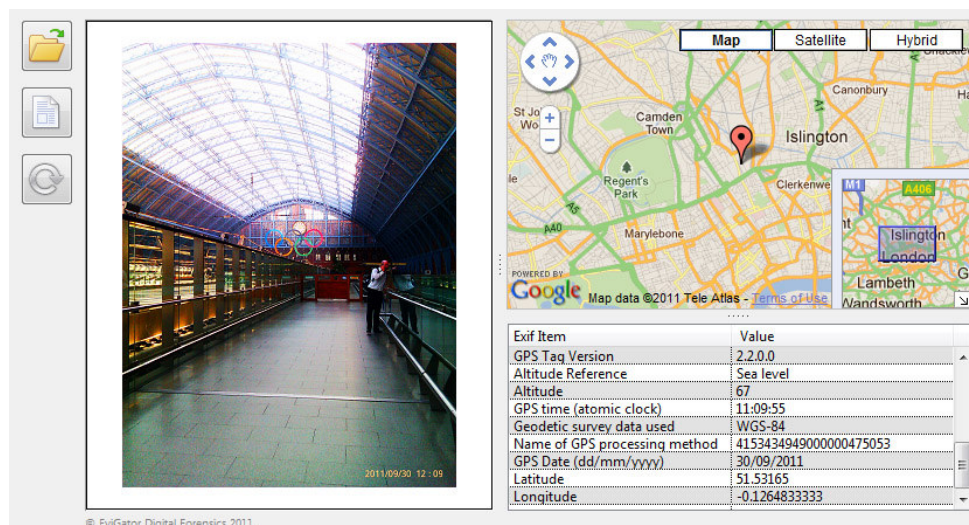 Map Satellite Hybrid
Canonbury
A1
Camden
Town
Islington
Regent's
Park
A5
M1
A406
A40
Marylebone
Islington
London
Lambeth
Wandsworth
POWERED BY
Google Map data ©2011 Tele Atlas - Terms of Use
2011/09/30 12:09
Exif Item Value
GPS Tag Version 2.2.0.0
Altitude Reference Sea level
Altitude 67
GPS time (atomic clock) 11:09:55
Geodetic survey data used WGS-84
Name of GPS processing method 4153434949000000475053
GPS Date (dd/mm/yyyy) 30/09/2011
Latitude 51.53165
Longitude -0.1264833333
© EviGator Digital Forensics 2011